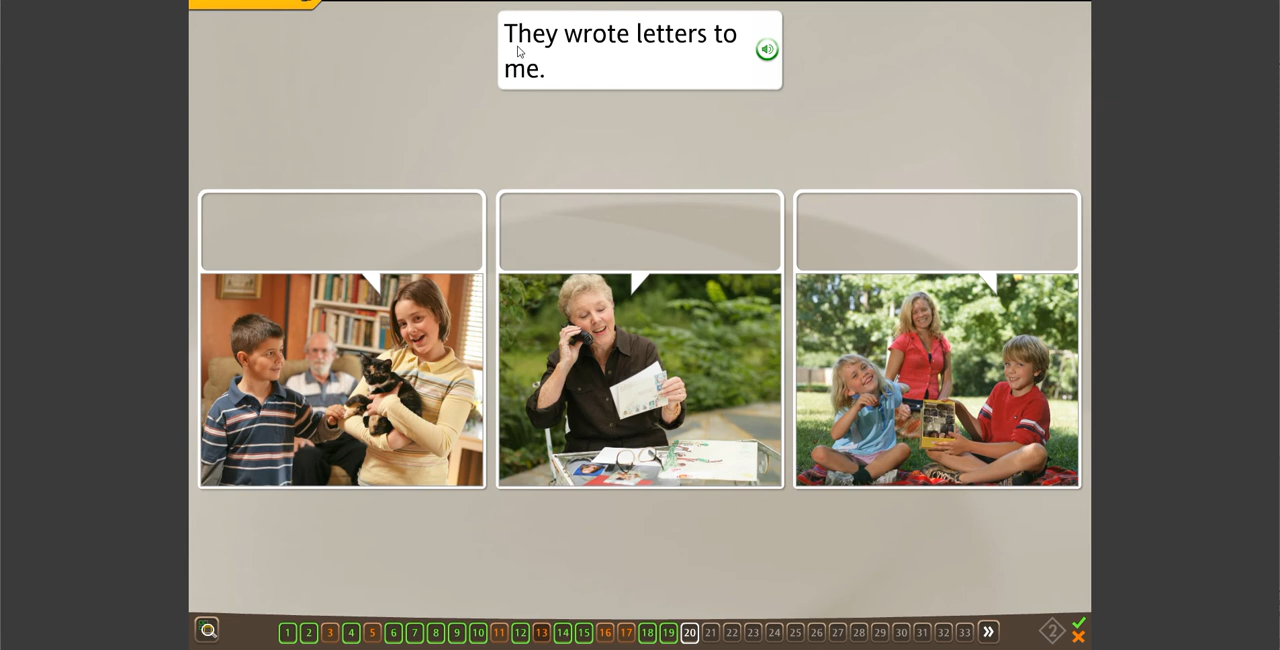 They wrote letters to
me.
1 2 3 4 5 6 7 8 9 10 11 12 13 14 15 16 17 18 19 20 21 22 23 24 25 26 27 28 29 30 31 32 33 »
2